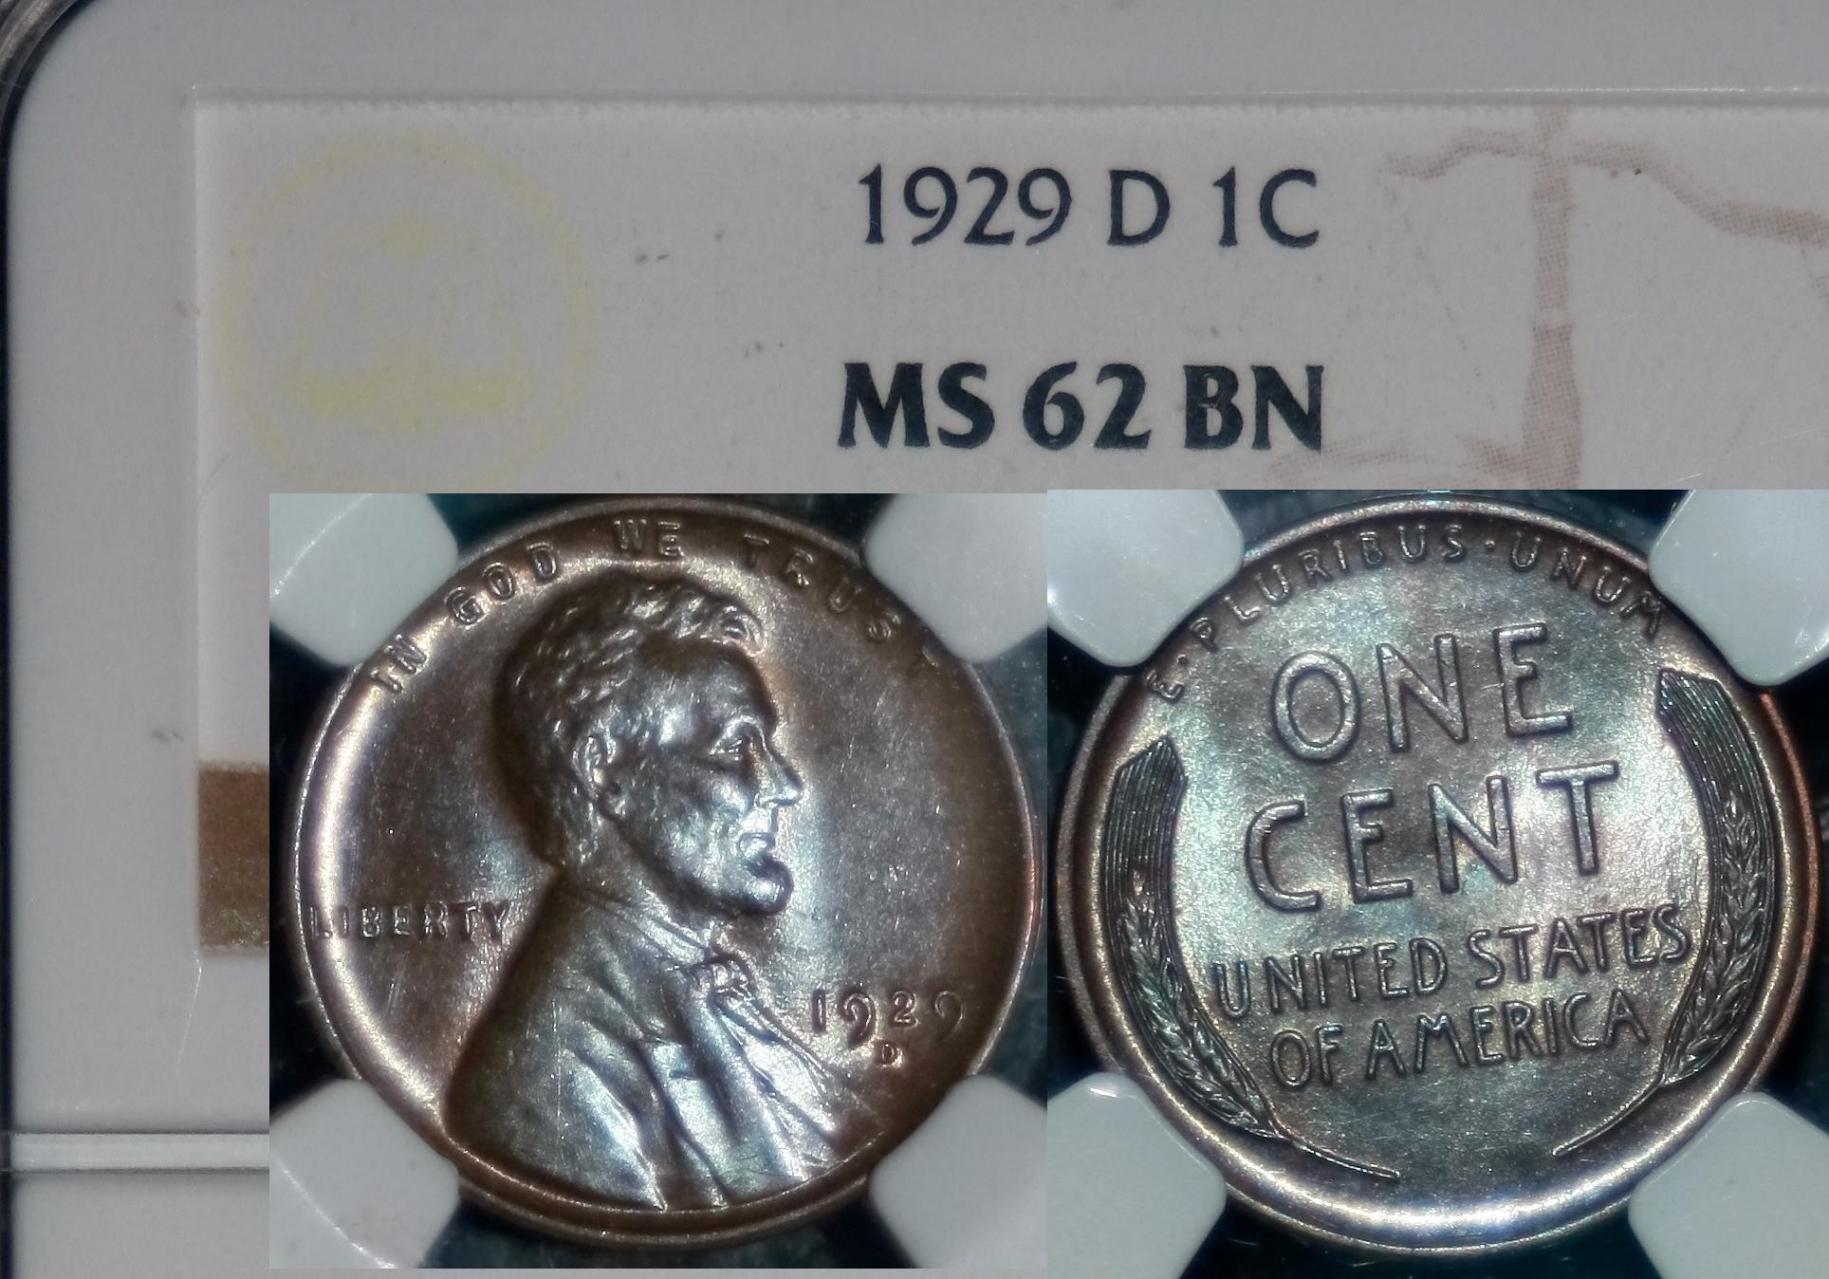 1929 D 1C
MS 62 BN
IN GOD WE TRUST
LIBERTY
1929
D
E·PLURIBUS·UNUM
ONE
CENT
UNITED STATES
OF AMERICA